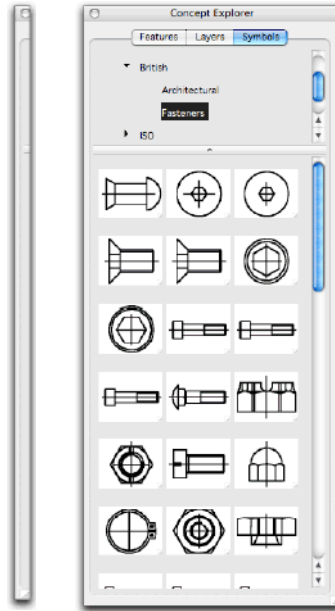 Concept Explorer
Features Layers Symbols
British
Architectural
Fasteners
ISO